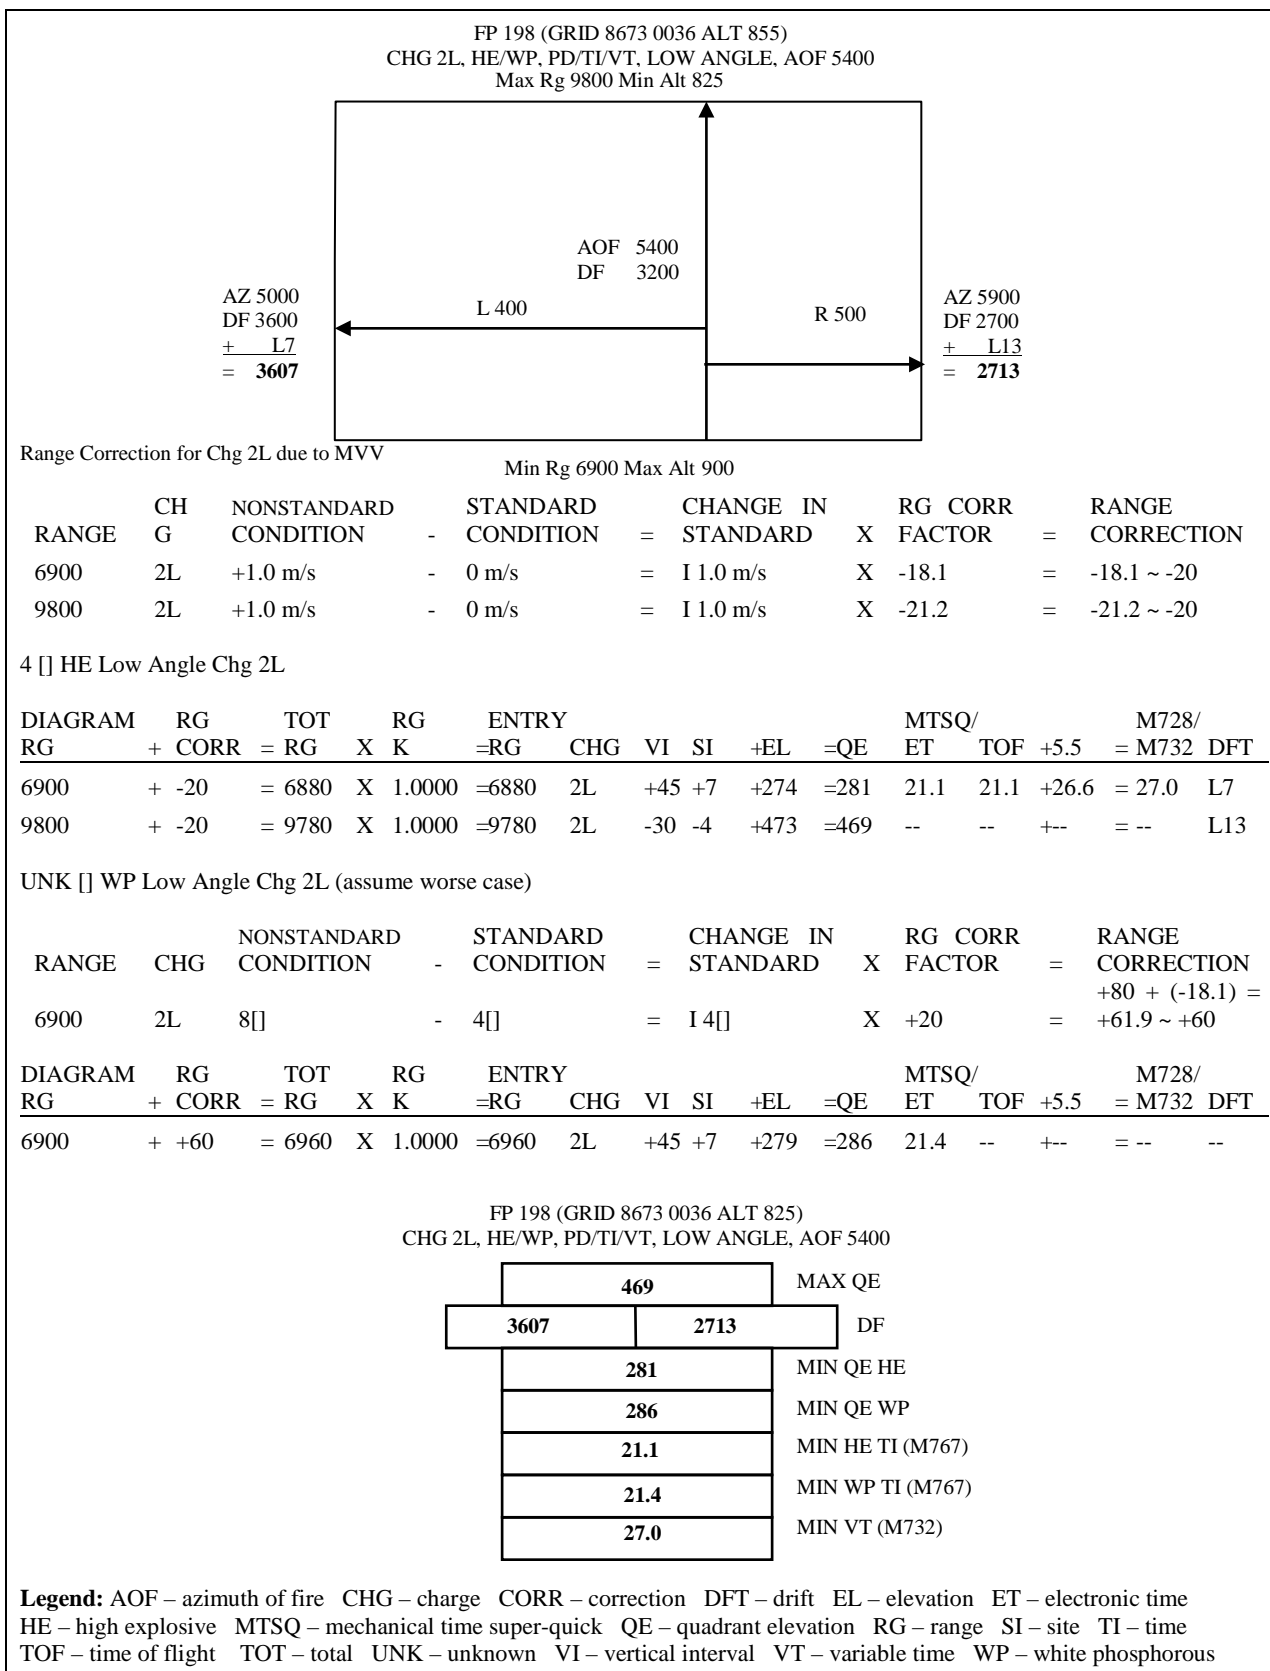 FP 198 (GRID 8673 0036 ALT 855)
CHG 2L, HE/WP, PD/TI/VT, LOW ANGLE, AOF 5400
Max Rg 9800 Min Alt 825
AOF 5400
DF 3200
AZ 5000
DF 3600
+ L7
= 3607
L 400
R 500
AZ 5900
DF 2700
+ L13
= 2713
Range Correction for Chg 2L due to MVV
Min Rg 6900 Max Alt 900
CH NONSTANDARD STANDARD CHANGE IN RG CORR RANGE
RANGE G CONDITION - CONDITION = STANDARD X FACTOR = CORRECTION
6900 2L +1.0 m/s - 0 m/s = I 1.0 m/s X -18.1 = -18.1 ~ -20
9800 2L +1.0 m/s - 0 m/s = I 1.0 m/s X -21.2 = -21.2 ~ -20
4 [] HE Low Angle Chg 2L
DIAGRAM RG TOT RG ENTRY MTSQ/ M728/
RG + CORR = RG X K =RG CHG VI SI +EL =QE ET TOF +5.5 = M732 DFT
6900 + -20 = 6880 X 1.0000 =6880 2L +45 +7 +274 =281 21.1 21.1 +26.6 = 27.0 L7
9800 + -20 = 9780 X 1.0000 =9780 2L -30 -4 +473 =469 -- -- +-- = -- L13
UNK [] WP Low Angle Chg 2L (assume worse case)
NONSTANDARD STANDARD CHANGE IN RG CORR RANGE
RANGE CHG CONDITION - CONDITION = STANDARD X FACTOR = CORRECTION
+80 + (-18.1) =
6900 2L 8[] - 4[] = I 4[] X +20 = +61.9 ~ +60
DIAGRAM RG TOT RG ENTRY MTSQ/ M728/
RG + CORR = RG X K =RG CHG VI SI +EL =QE ET TOF +5.5 = M732 DFT
6900 + +60 = 6960 X 1.0000 =6960 2L +45 +7 +279 =286 21.4 -- +-- = -- --
FP 198 (GRID 8673 0036 ALT 825)
CHG 2L, HE/WP, PD/TI/VT, LOW ANGLE, AOF 5400
469 MAX QE
3607 2713 DF
281 MIN QE HE
286 MIN QE WP
21.1 MIN HE TI (M767)
21.4 MIN WP TI (M767)
27.0 MIN VT (M732)
Legend: AOF – azimuth of fire CHG – charge CORR – correction DFT – drift EL – elevation ET – electronic time
HE – high explosive MTSQ – mechanical time super-quick QE – quadrant elevation RG – range SI – site TI – time
TOF – time of flight TOT – total UNK – unknown VI – vertical interval VT – variable time WP – white phosphorous